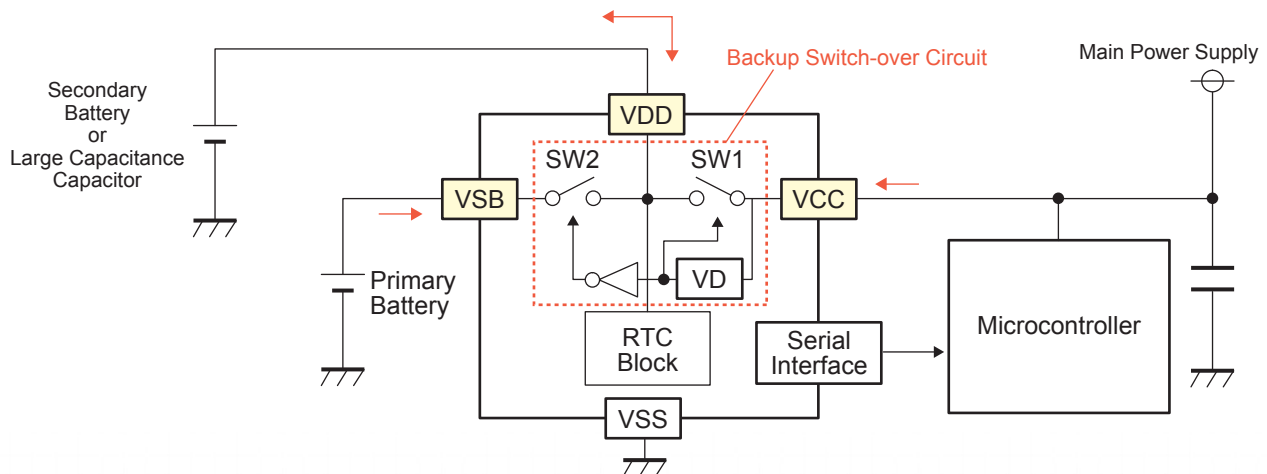 Main Power Supply
Backup Switch-over Circuit
Secondary
Battery
or
Large Capacitance
Capacitor
VDD
SW2
SW1
VSB
VCC
VD
Primary
Battery
RTC
Block
Serial
Interface
Microcontroller
VSS